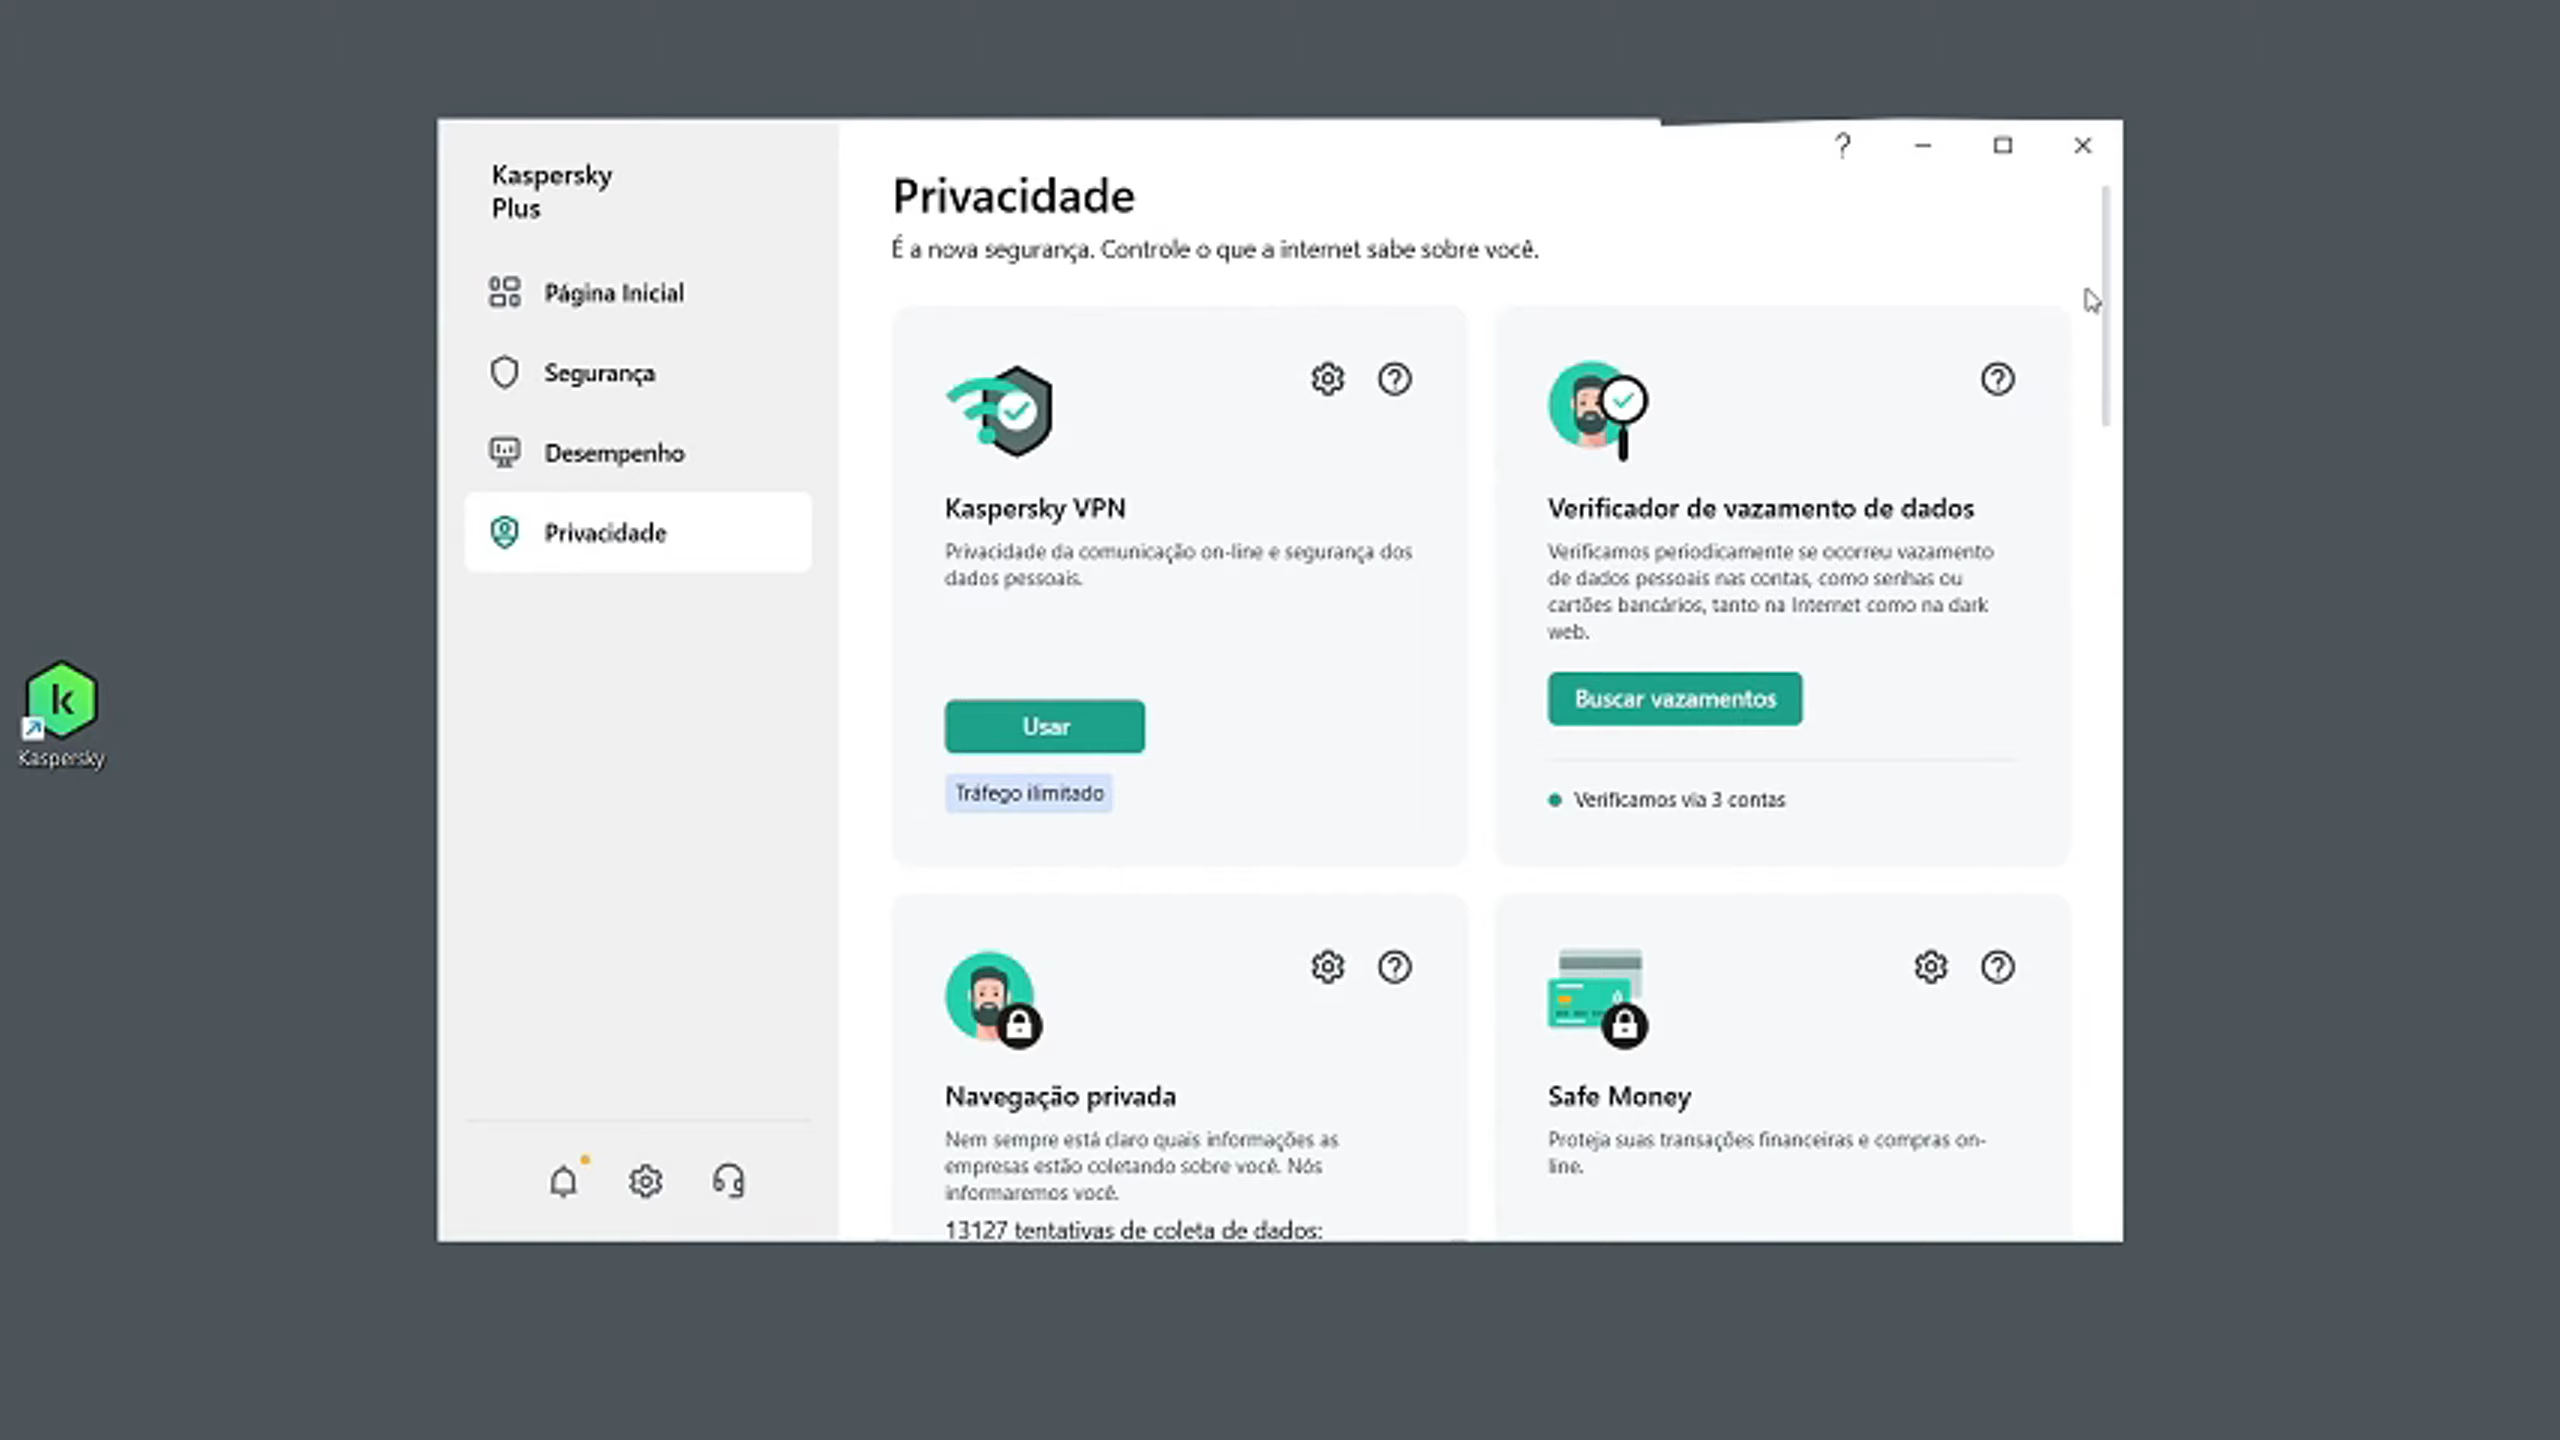 Kaspersky
Plus
Página Inicial
Segurança
Desempenho
Privacidade
Privacidade
É a nova segurança. Controle o que a internet sabe sobre você.
Kaspersky VPN
Privacidade da comunicação on-line e segurança dos
dados pessoais.
Usar
Tráfego ilimitado
Verificador de vazamento de dados
Verificamos periodicamente se ocorreu vazamento
de dados pessoais nas contas, como senhas ou
cartões bancários, tanto na Internet como na dark
web.
Buscar vazamentos
Verificamos via 3 contas
Navegação privada
Nem sempre está claro quais informações as
empresas estão coletando sobre você. Nós
informaremos você.
13127 tentativas de coleta de dados:
Safe Money
Proteja suas transações financeiras e compras on-
line.
k
Kaspersky